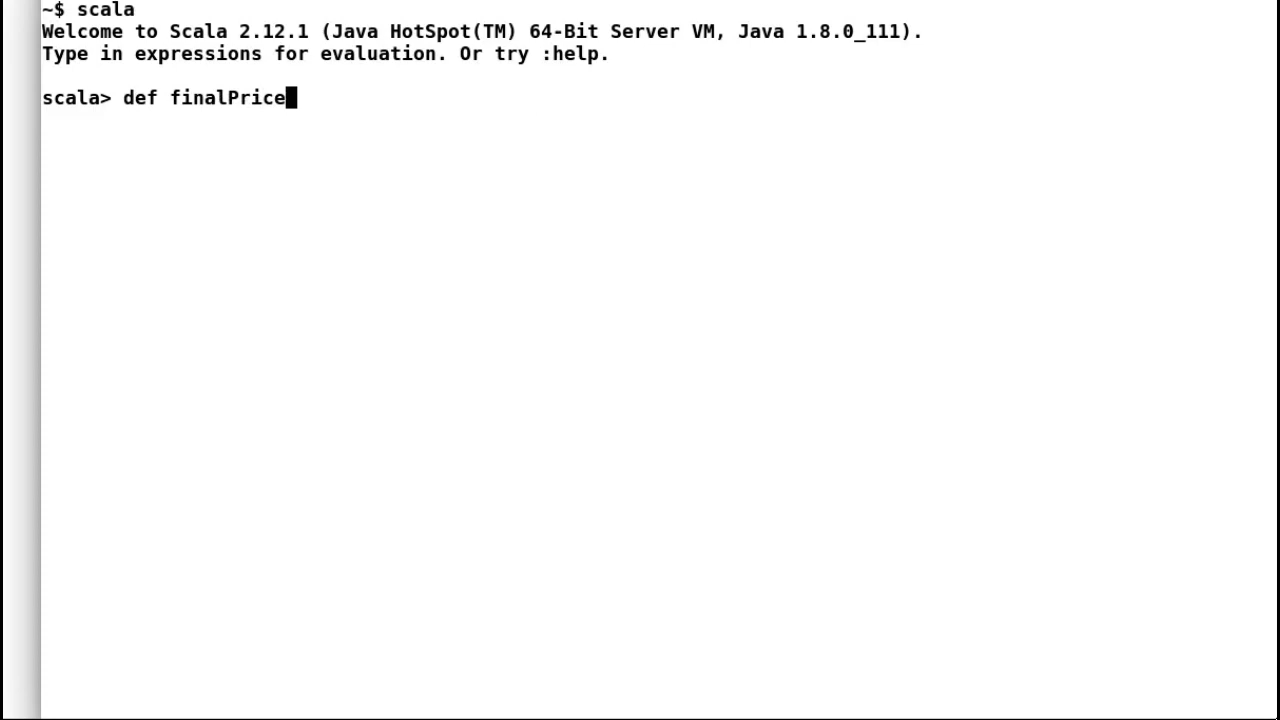 ~$ scala
Welcome to Scala 2.12.1 (Java HotSpot(TM) 64-Bit Server VM, Java 1.8.0_111).
Type in expressions for evaluation. Or try :help.
scala> def finalPrice